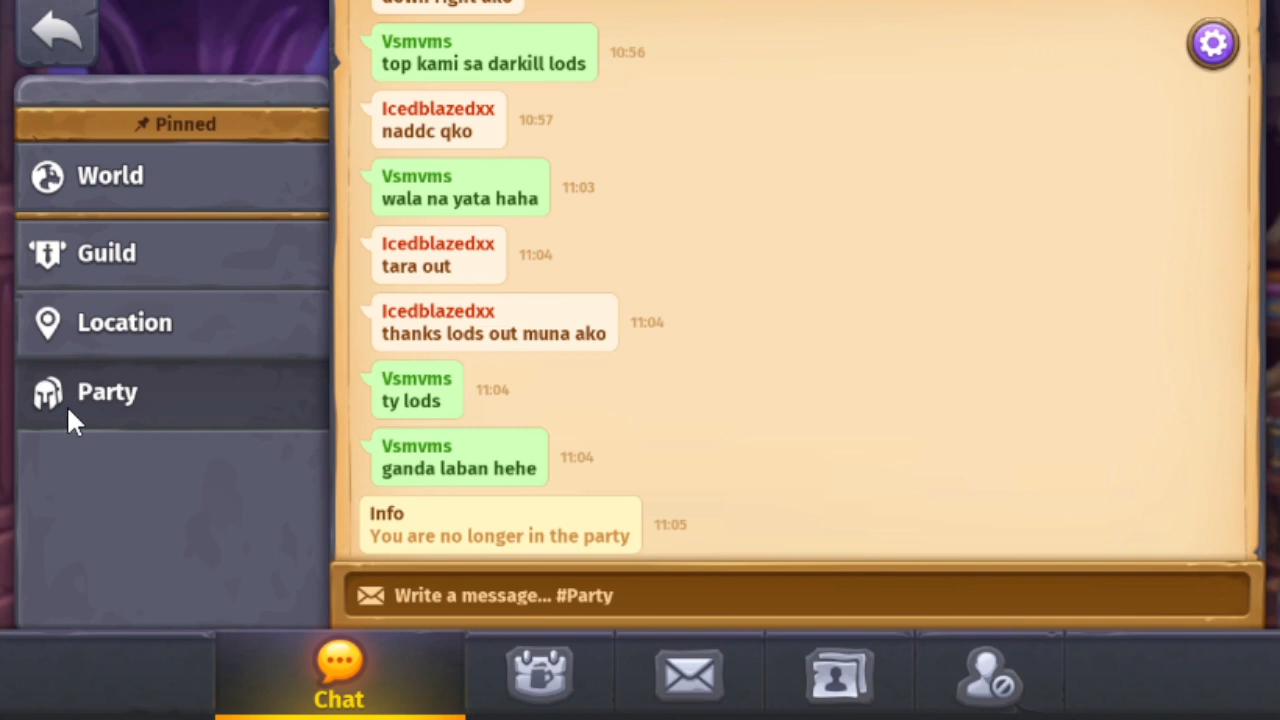 down right ako
Vsmvms
top kami sa darkill lods
10:56
Icedblazedxx
naddc qko
10:57
Vsmvms
wala na yata haha
11:03
Icedblazedxx
tara out
11:04
Icedblazedxx
thanks lods out muna ako
11:04
Vsmvms
ty lods
11:04
Vsmvms
ganda laban hehe
11:04
Info
You are no longer in the party
11:05
Write a message... #Party
Pinned
World
Guild
Location
Party
Chat